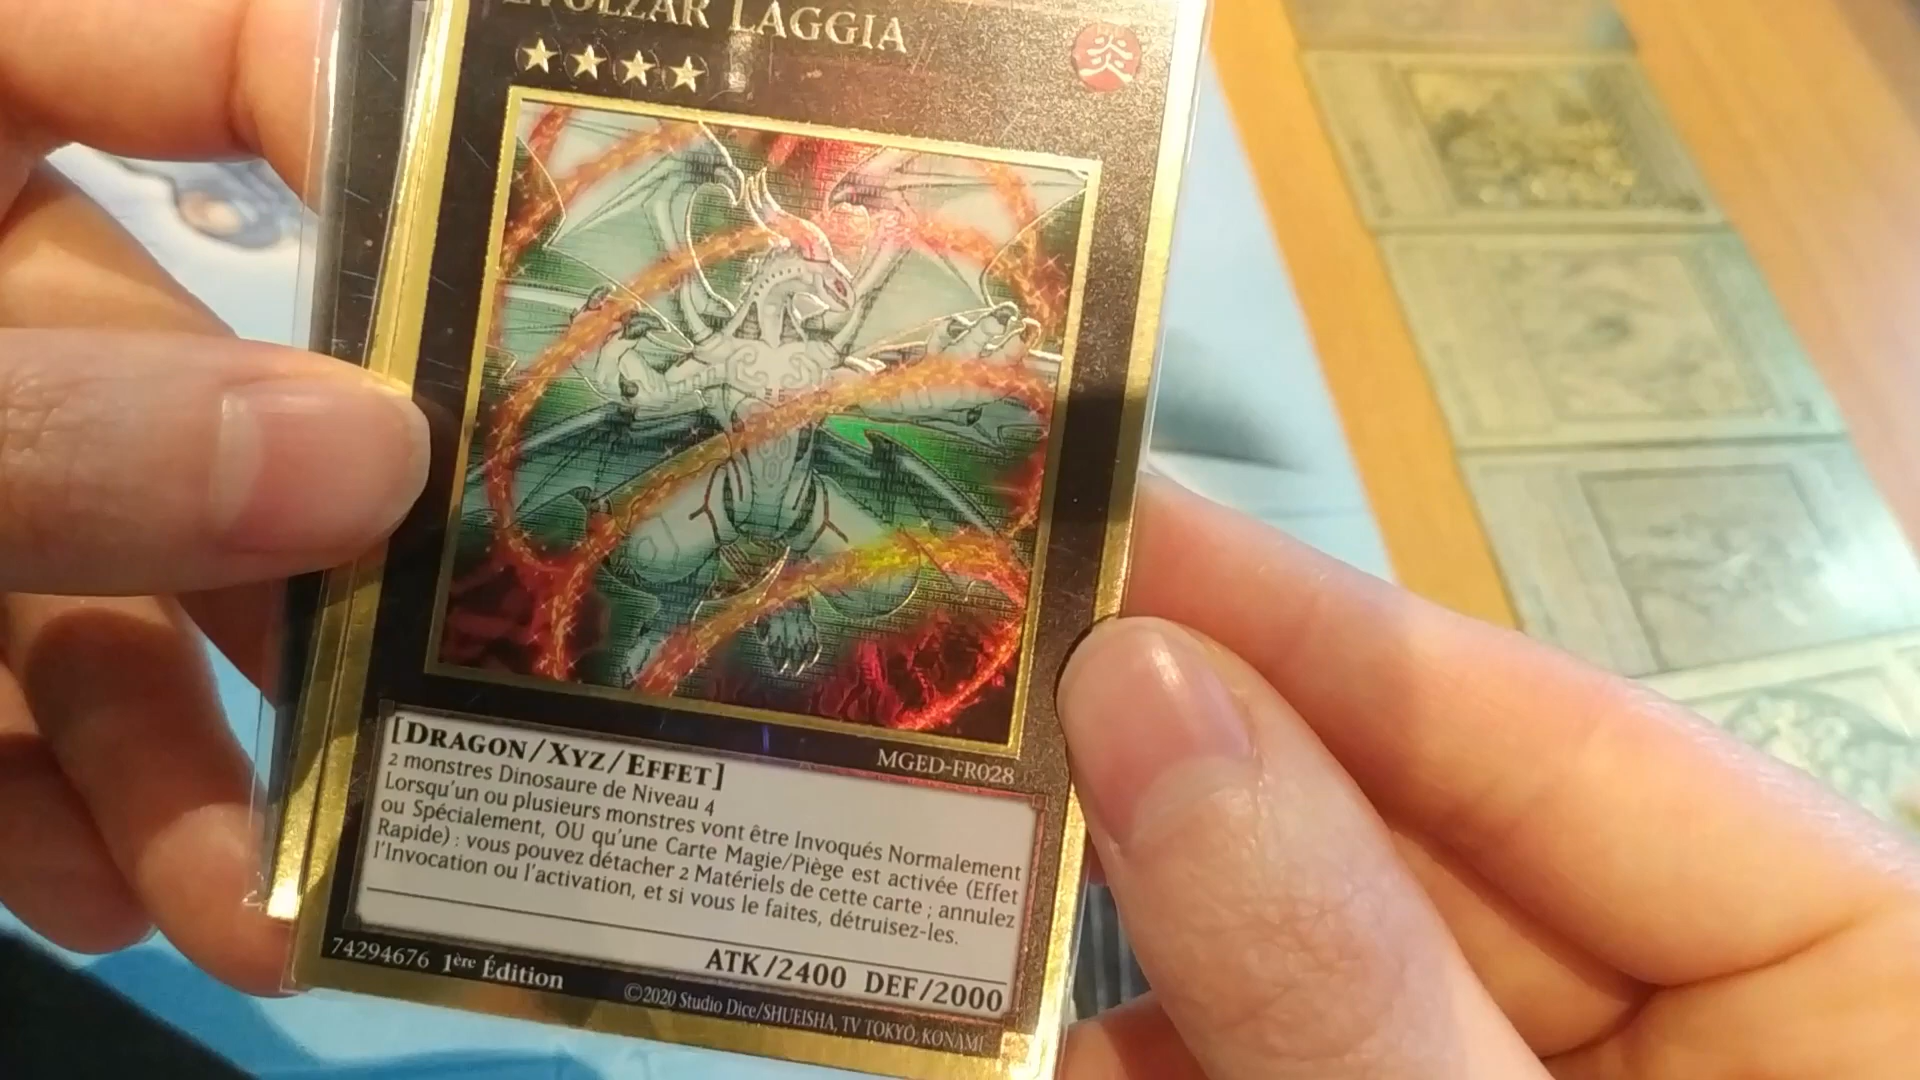 EVOLZAR LAGGIA
炎
MGED-FR028
[DRAGON/XYZ/EFFET]
2 monstres Dinosaure de Niveau 4
Lorsqu'un ou plusieurs monstres vont être Invoqués Normalement
ou Spécialement, OU qu'une Carte Magie/Piège est activée (Effet
Rapide) : vous pouvez détacher 2 Matériels de cette carte ; annulez
l'Invocation ou l'activation, et si vous le faites, détruisez-les.
ATK/2400 DEF/2000
74294676 1ère Édition
©2020 Studio Dice/SHUEISHA, TV TOKYO, KONAMI